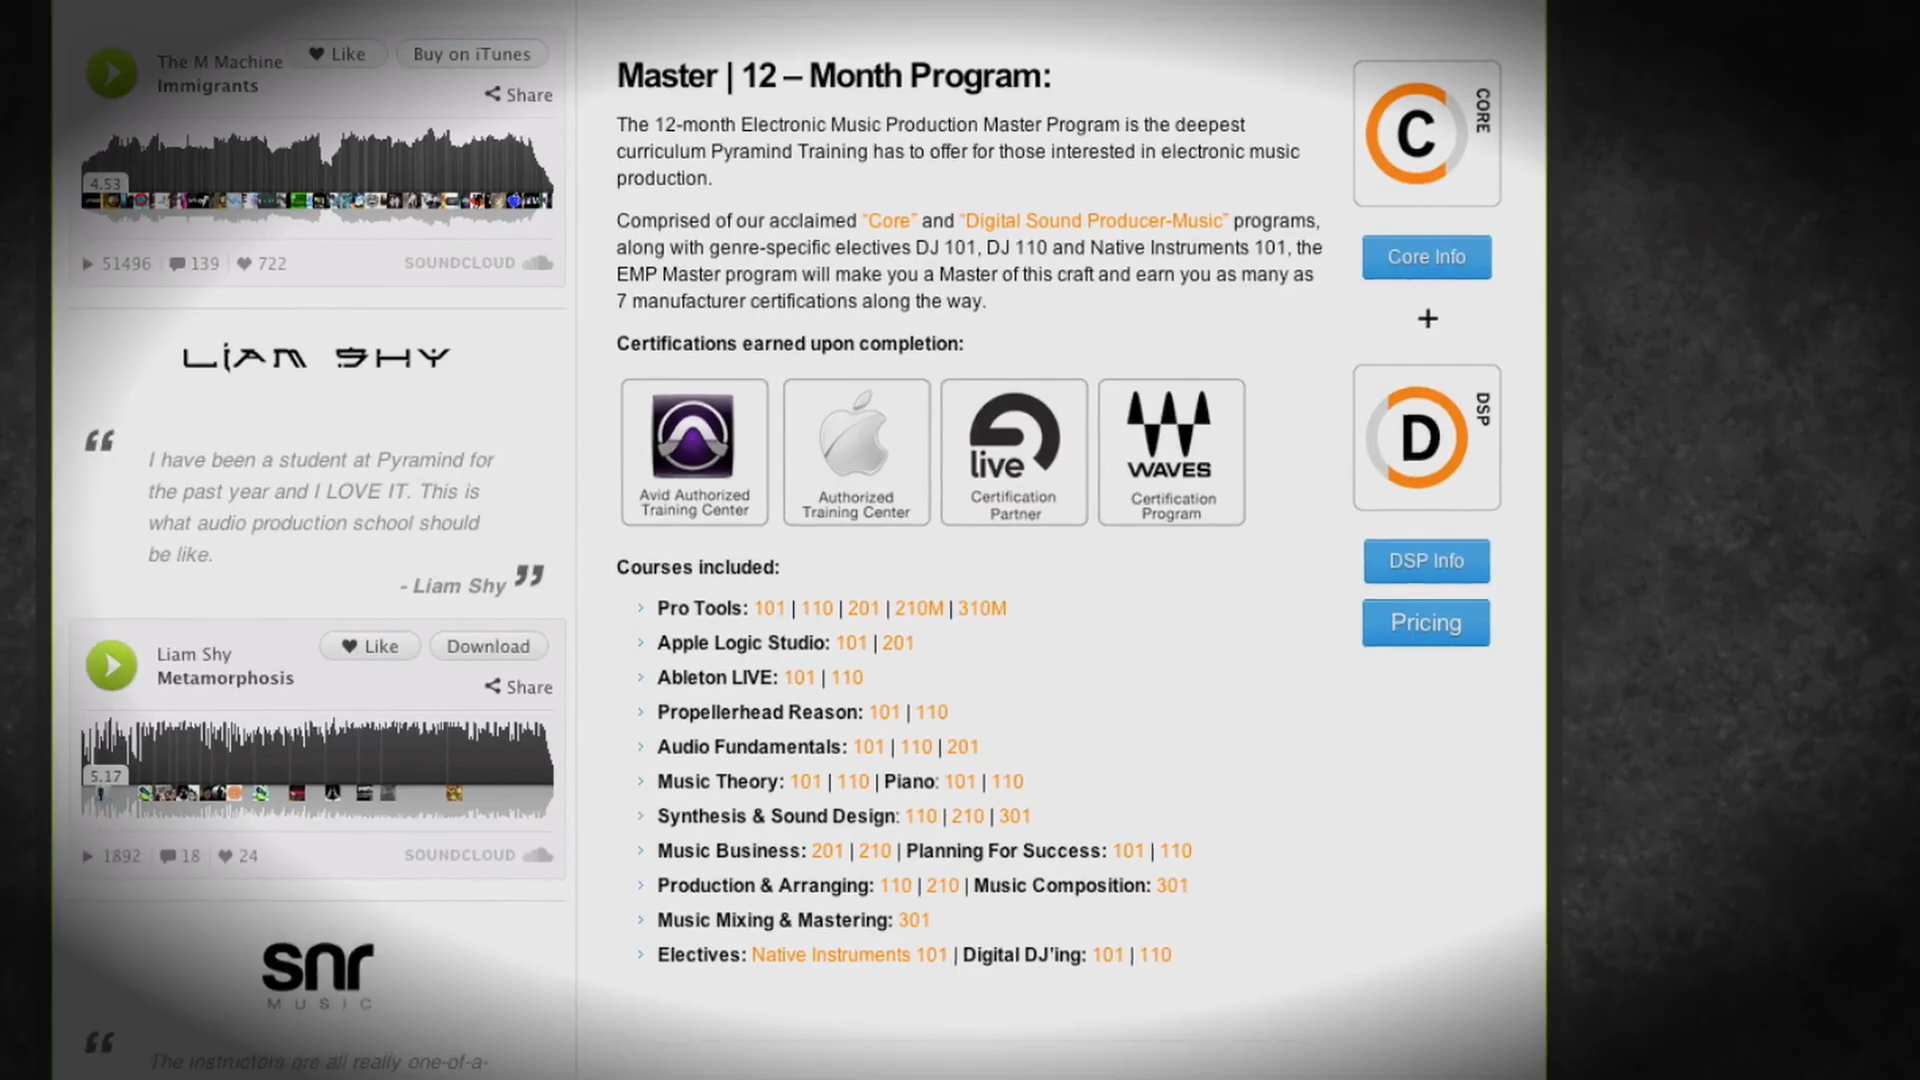 The M Machine
Immigrants
Like
Buy on iTunes
Share
4.53
51496
139
722
SOUNDCLOUD
LIAM SHY
“
I have been a student at Pyramind for
the past year and I LOVE IT. This is
what audio production school should
be like.
- Liam Shy ”
Liam Shy
Metamorphosis
Like
Download
Share
5.17
1892
18
24
SOUNDCLOUD
snr
MUSIC
“
The instructors are all really one-of-a-
Master | 12 – Month Program:
The 12-month Electronic Music Production Master Program is the deepest
curriculum Pyramind Training has to offer for those interested in electronic music
production.
Comprised of our acclaimed “Core” and “Digital Sound Producer-Music” programs,
along with genre-specific electives DJ 101, DJ 110 and Native Instruments 101, the
EMP Master program will make you a Master of this craft and earn you as many as
7 manufacturer certifications along the way.
Certifications earned upon completion:
Avid Authorized
Training Center
Authorized
Training Center
live
Certification
Partner
WAVES
Certification
Program
Courses included:
Pro Tools: 101 | 110 | 201 | 210M | 310M
Apple Logic Studio: 101 | 201
Ableton LIVE: 101 | 110
Propellerhead Reason: 101 | 110
Audio Fundamentals: 101 | 110 | 201
Music Theory: 101 | 110 | Piano: 101 | 110
Synthesis & Sound Design: 110 | 210 | 301
Music Business: 201 | 210 | Planning For Success: 101 | 110
Production & Arranging: 110 | 210 | Music Composition: 301
Music Mixing & Mastering: 301
Electives: Native Instruments 101 | Digital DJ'ing: 101 | 110
C
CORE
Core Info
+
D
DSP
DSP Info
Pricing